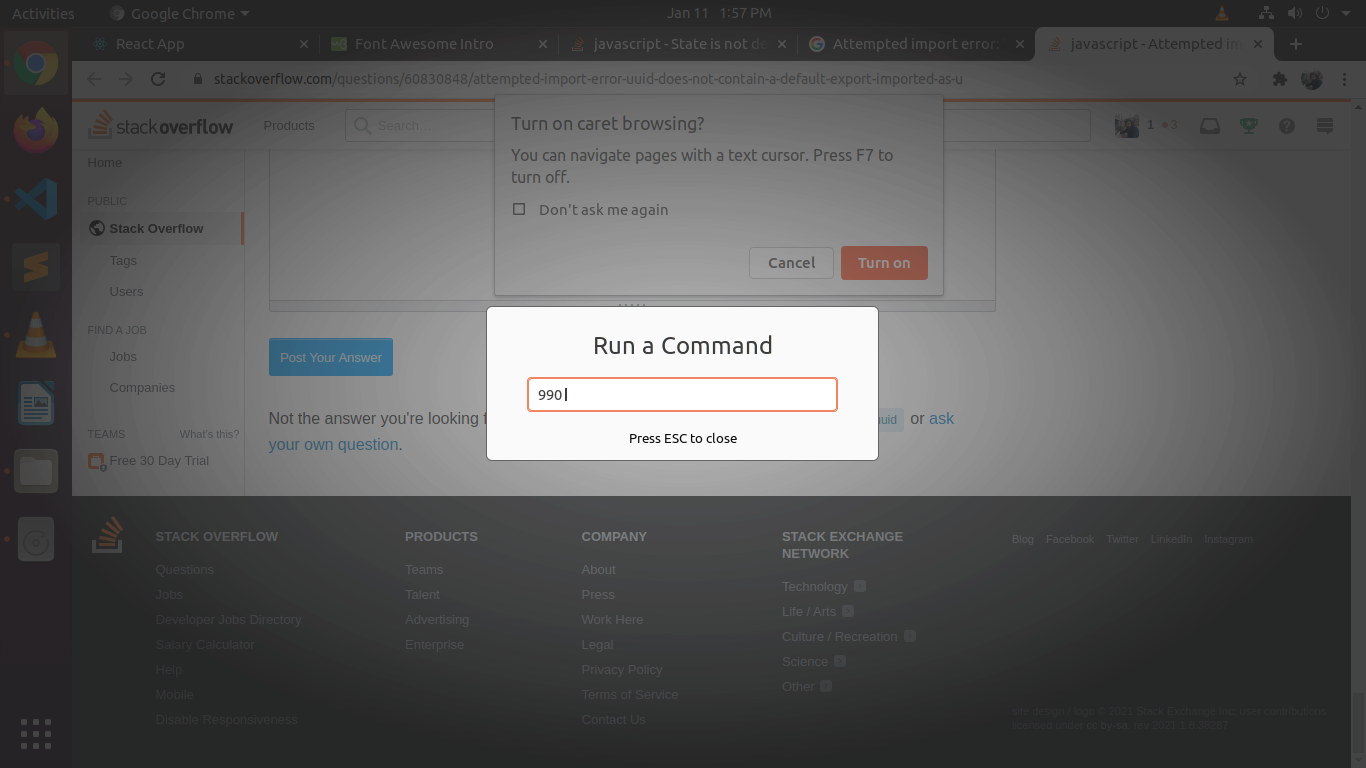 Activities
Google Chrome
Jan 11 1:57 PM
React App
Font Awesome Intro
javascript - State is not de
Attempted import error:
javascript - Attempted im
stackoverflow.com/questions/60830848/attempted-import-error-uuid-does-not-contain-a-default-export-imported-as-u
stackoverflow
Products
Search...
1 3
Turn on caret browsing?
You can navigate pages with a text cursor. Press F7 to
turn off.
Don't ask me again
Cancel
Turn on
Home
PUBLIC
Stack Overflow
Tags
Users
FIND A JOB
Jobs
Companies
TEAMS
What's this?
Free 30 Day Trial
Run a Command
990
Press ESC to close
Post Your Answer
Not the answer you're looking f
or ask
your own question.
STACK OVERFLOW
Questions
Jobs
Developer Jobs Directory
Salary Calculator
Help
Mobile
Disable Responsiveness
PRODUCTS
Teams
Talent
Advertising
Enterprise
COMPANY
About
Press
Work Here
Legal
Privacy Policy
Terms of Service
Contact Us
STACK EXCHANGE
NETWORK
Technology
Life / Arts
Culture / Recreation
Science
Other
Blog Facebook Twitter LinkedIn Instagram
site design / logo © 2021 Stack Exchange Inc; user contributions
licensed under cc by-sa. rev 2021.1.8.38287